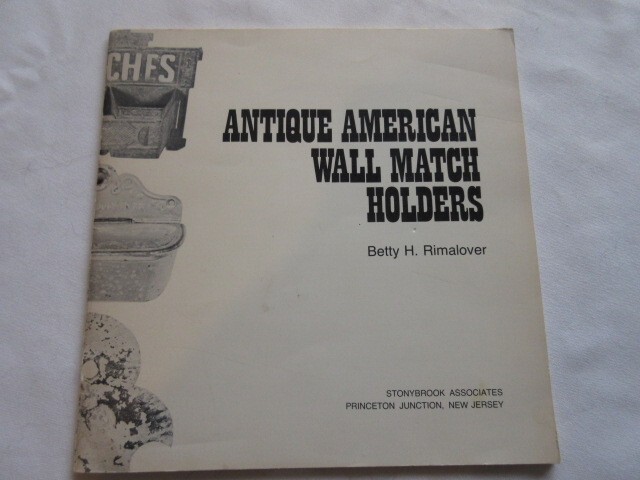 CHES
ANTIQUE AMERICAN
WALL MATCH
HOLDERS
Betty H. Rimalover
STONYBROOK ASSOCIATES
PRINCETON JUNCTION, NEW JERSEY